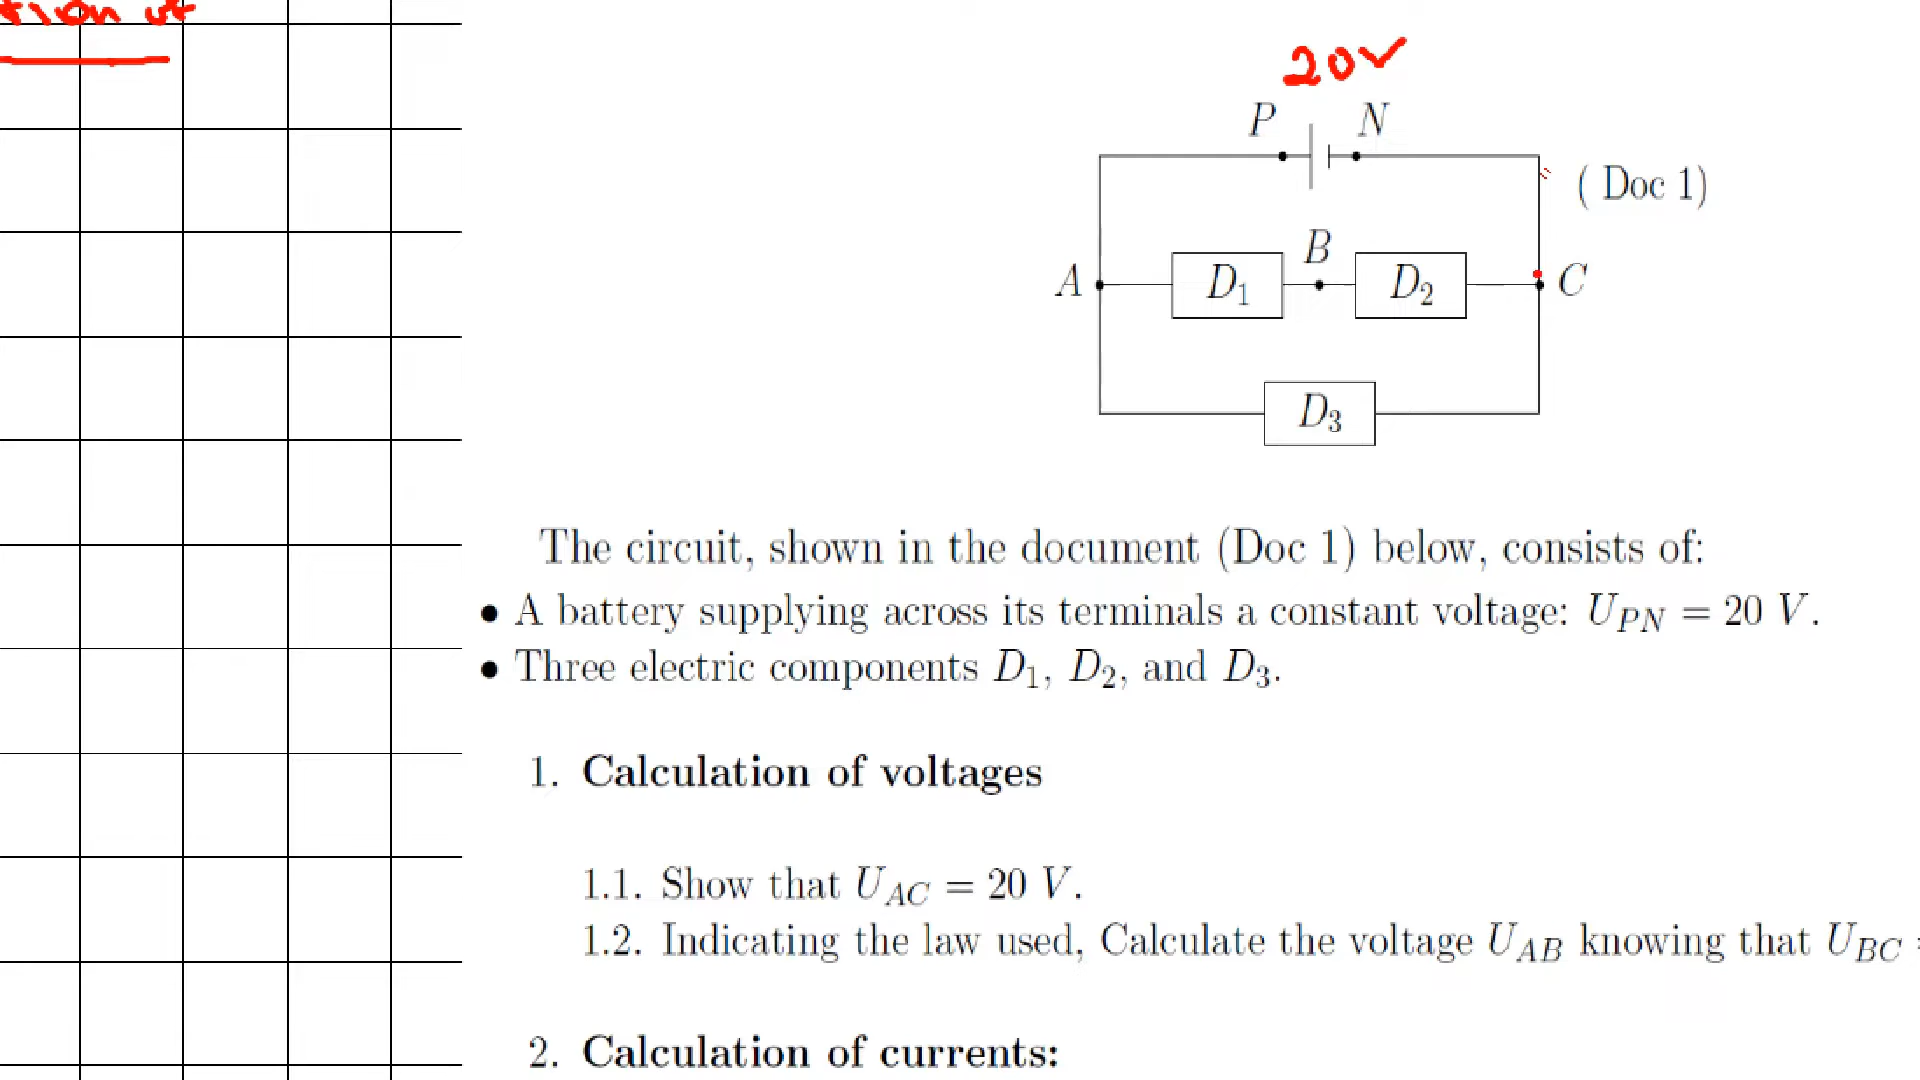 20V
P N
( Doc 1)
B
A D1 D2 C
D3
The circuit, shown in the document (Doc 1) below, consists of:
• A battery supplying across its terminals a constant voltage: UPN = 20 V.
• Three electric components D1, D2, and D3.
1. Calculation of voltages
1.1. Show that UAC = 20 V.
1.2. Indicating the law used, Calculate the voltage UAB knowing that UBC
2. Calculation of currents: